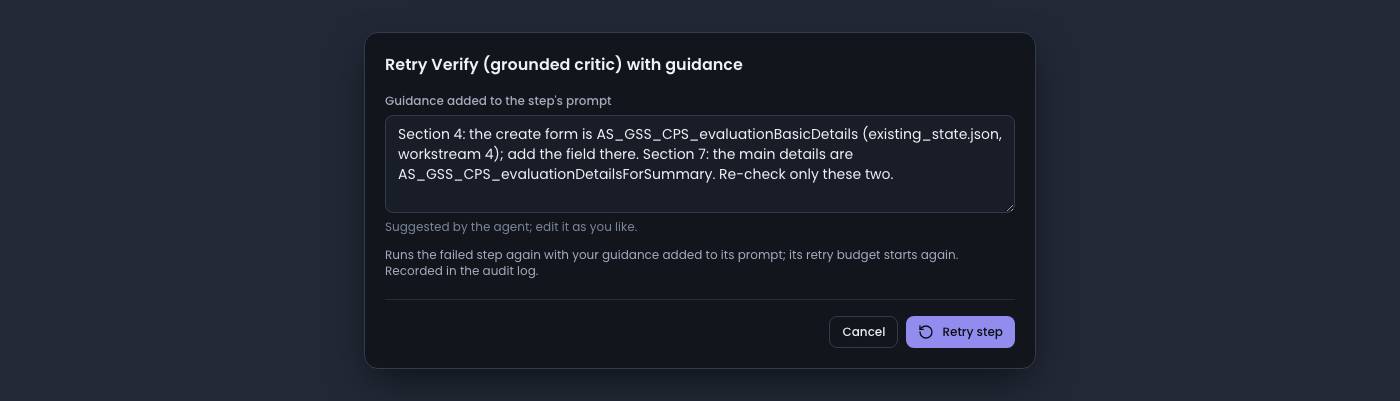 Retry Verify (grounded critic) with guidance
Guidance added to the step's prompt
Section 4: the create form is AS_GSS_CPS_evaluationBasicDetails (existing_state.json,
workstream 4); add the field there. Section 7: the main details are
AS_GSS_CPS_evaluationDetailsForSummary. Re-check only these two.
Suggested by the agent; edit it as you like.
Runs the failed step again with your guidance added to its prompt; its retry budget starts again.
Recorded in the audit log.
Cancel
Retry step